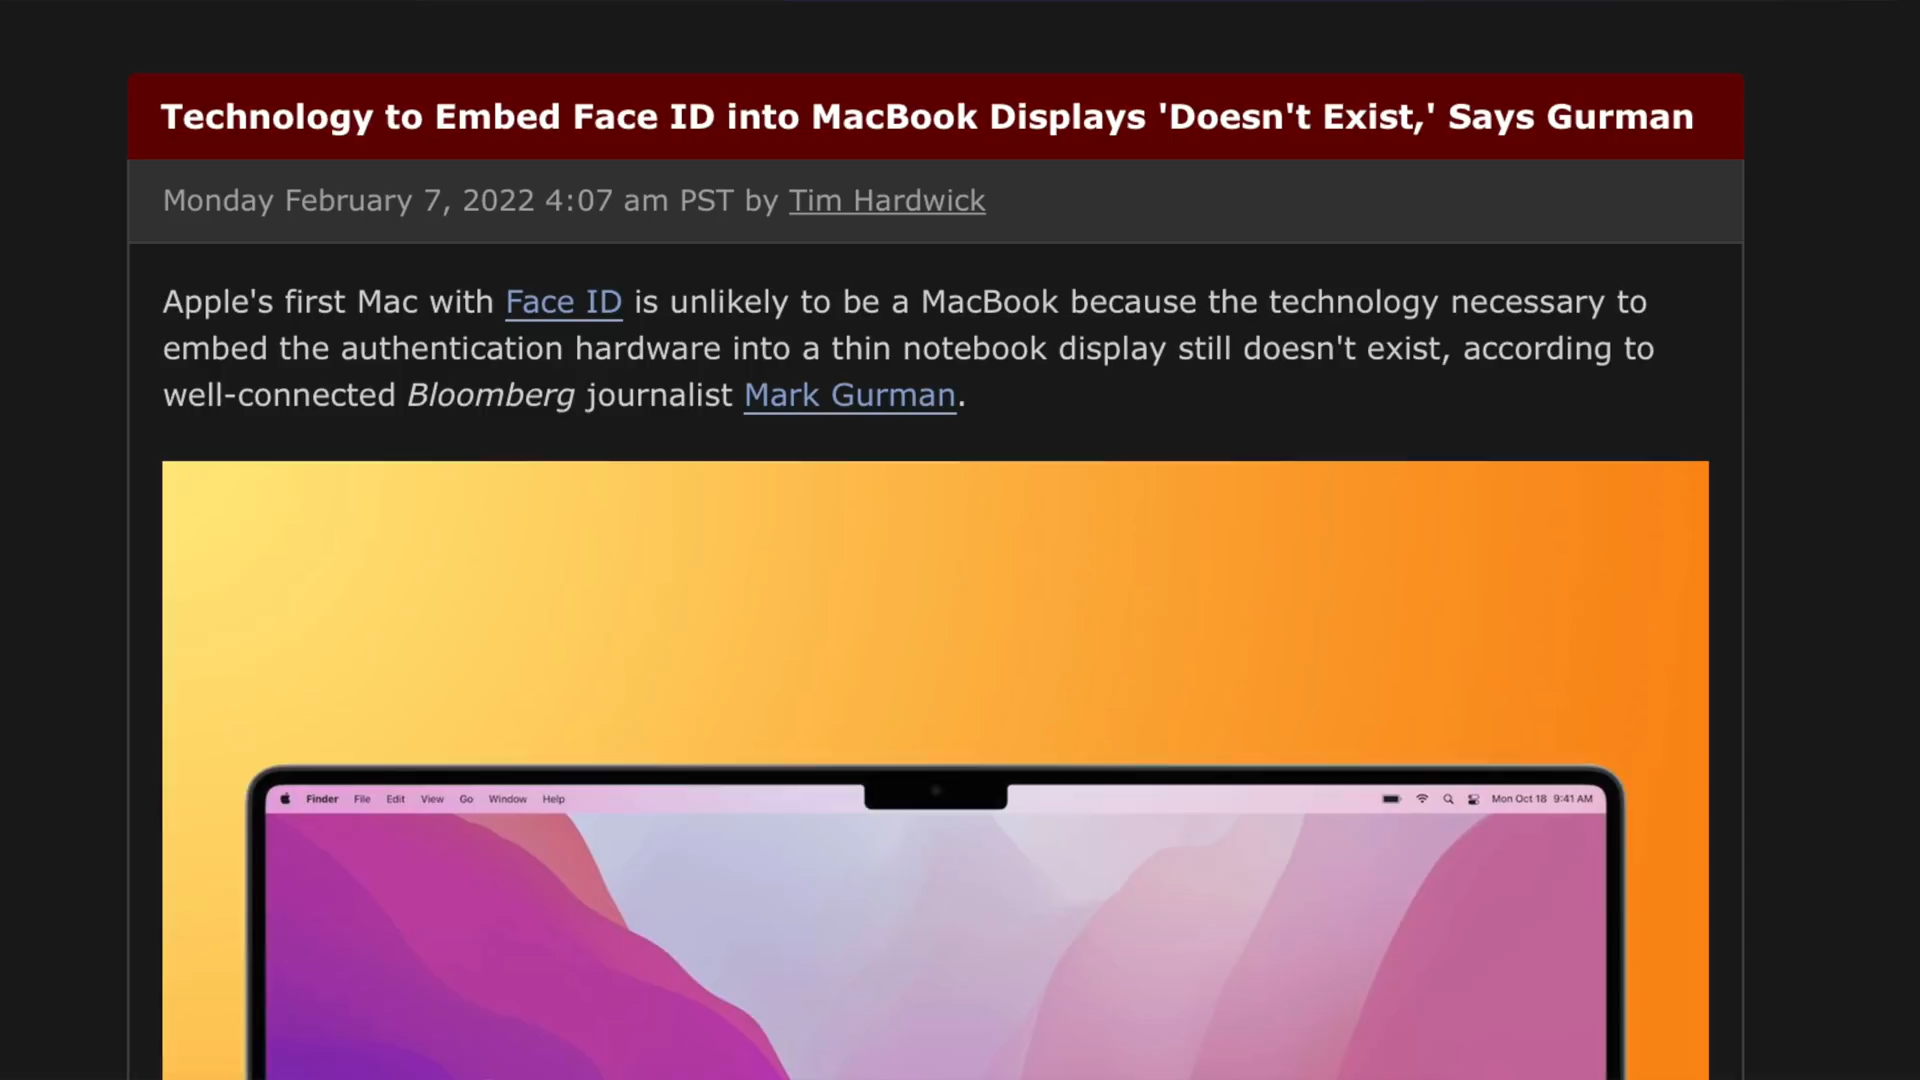 Technology to Embed Face ID into MacBook Displays 'Doesn't Exist,' Says Gurman
Monday February 7, 2022 4:07 am PST by Tim Hardwick
Apple's first Mac with Face ID is unlikely to be a MacBook because the technology necessary to
embed the authentication hardware into a thin notebook display still doesn't exist, according to
well-connected Bloomberg journalist Mark Gurman.
Finder File Edit View Go Window Help Mon Oct 18 9:41 AM